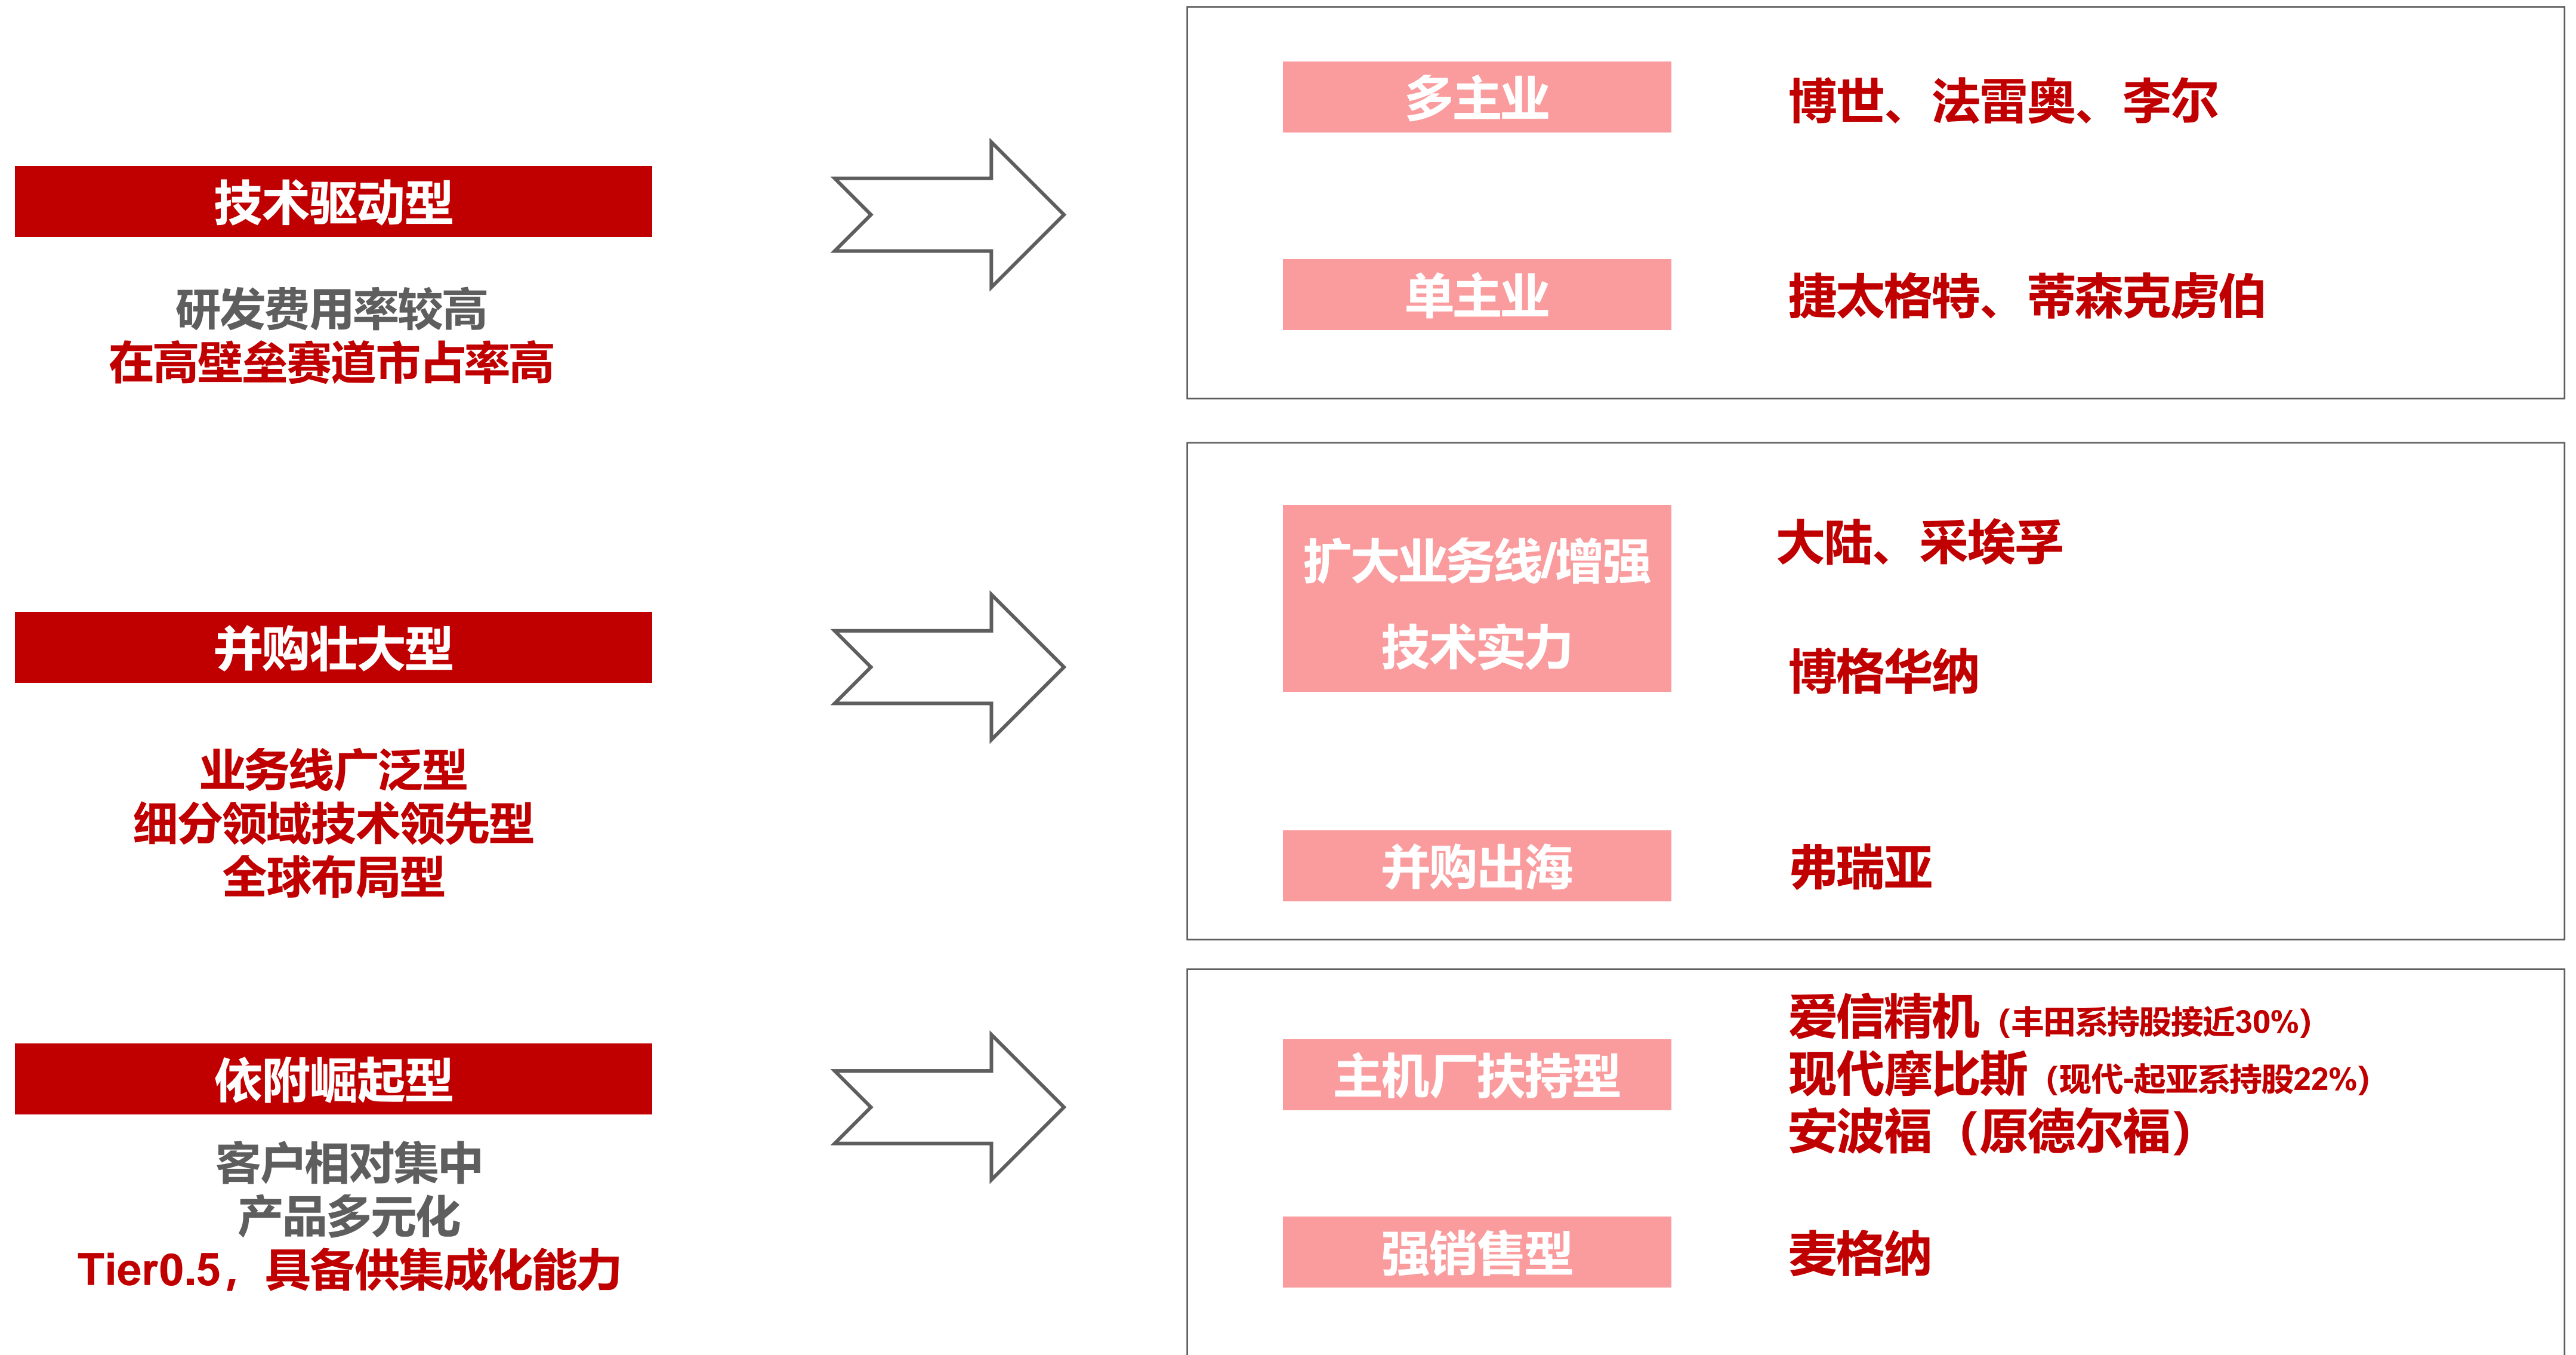 技术驱动型
研发费用率较高
在高壁垒赛道市占率高
多主业
博世、法雷奥、李尔
单主业
捷太格特、蒂森克虏伯
并购壮大型
业务线广泛型
细分领域技术领先型
全球布局型
扩大业务线/增强
技术实力
大陆、采埃孚
博格华纳
并购出海
弗瑞亚
依附崛起型
客户相对集中
产品多元化
Tier0.5，具备供集成化能力
主机厂扶持型
爱信精机（丰田系持股接近30%）
现代摩比斯（现代-起亚系持股22%）
安波福（原德尔福）
强销售型
麦格纳